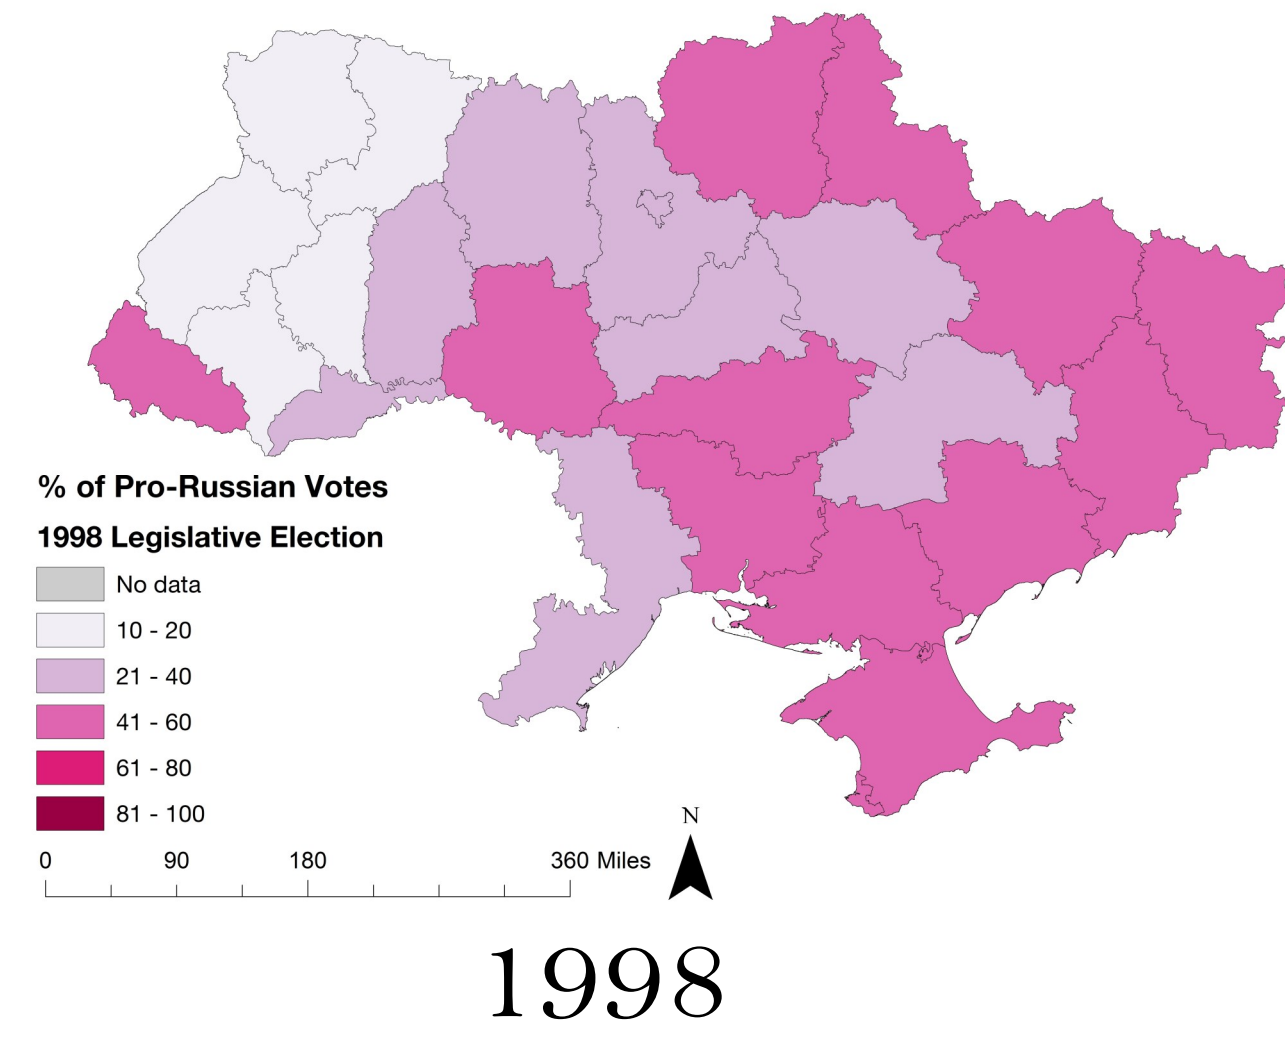 % of Pro-Russian Votes
1998 Legislative Election
No data
10 - 20
21 - 40
41 - 60
61 - 80
81 - 100
N
0 90 180 360 Miles
1998